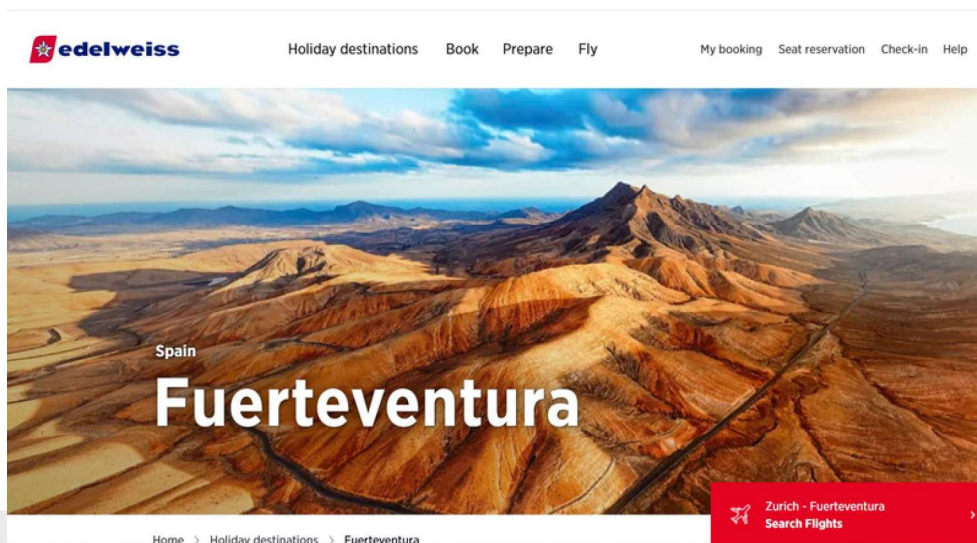 edelweiss
Holiday destinations Book Prepare Fly
My booking Seat reservation Check-in Help
Spain
Fuerteventura
Zurich - Fuerteventura
Search Flights
Home > Holiday destinations > Fuerteventura